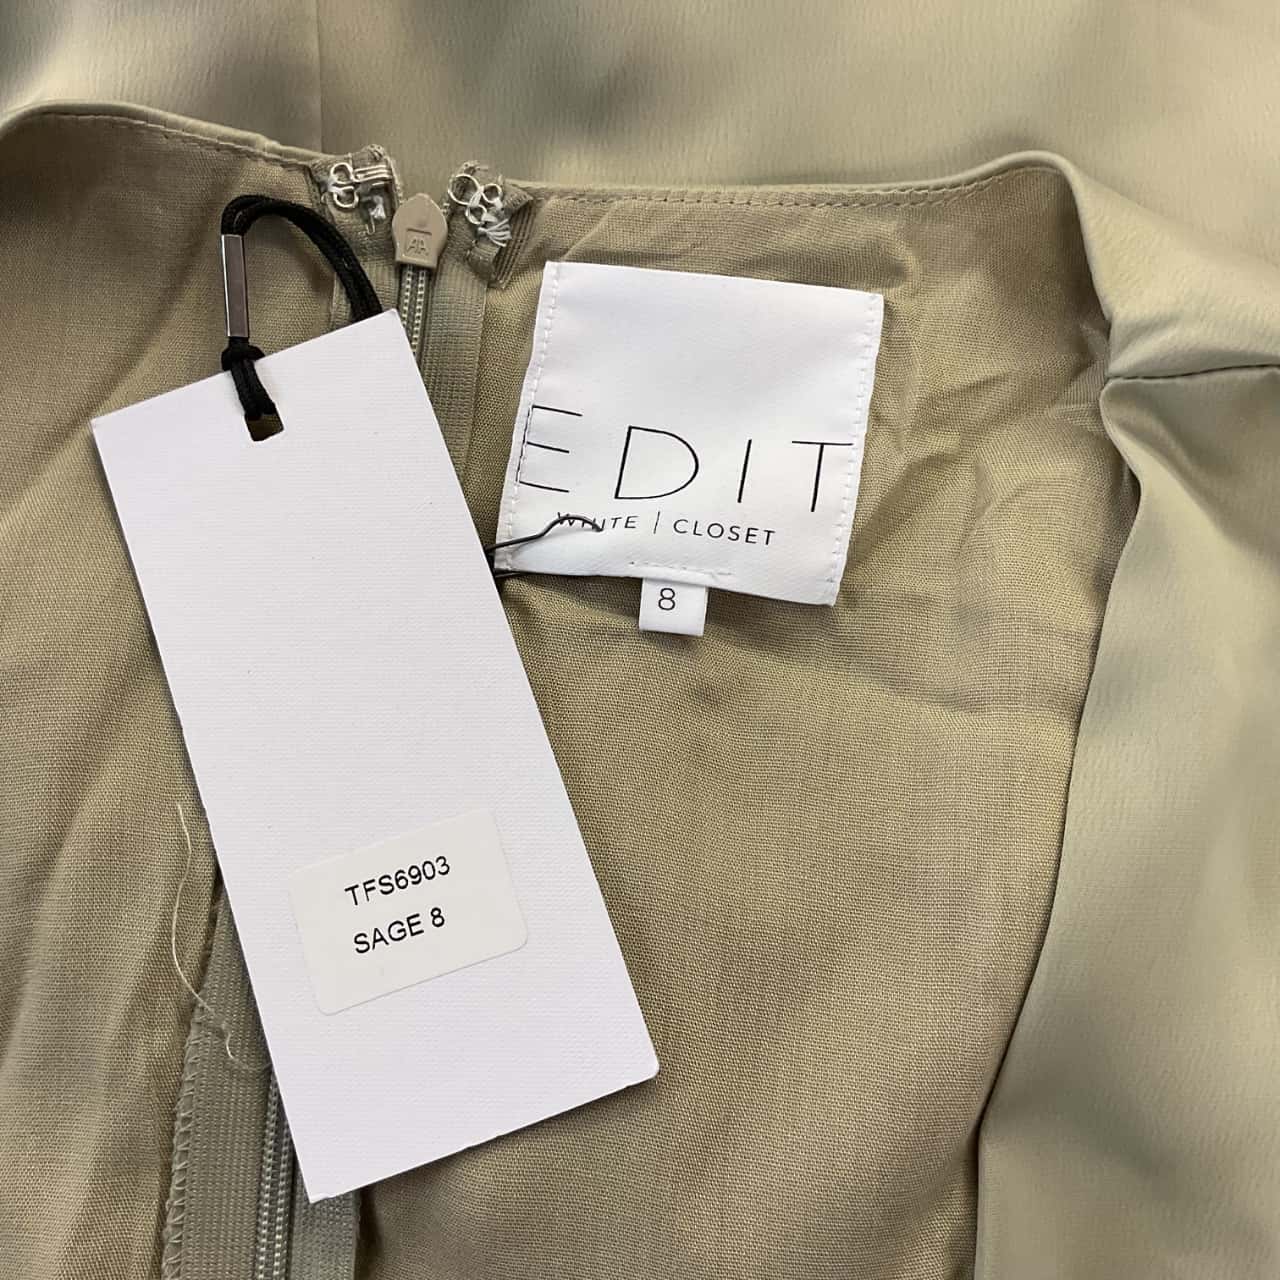 EDIT
WHITE | CLOSET
8
TFS6903
SAGE 8